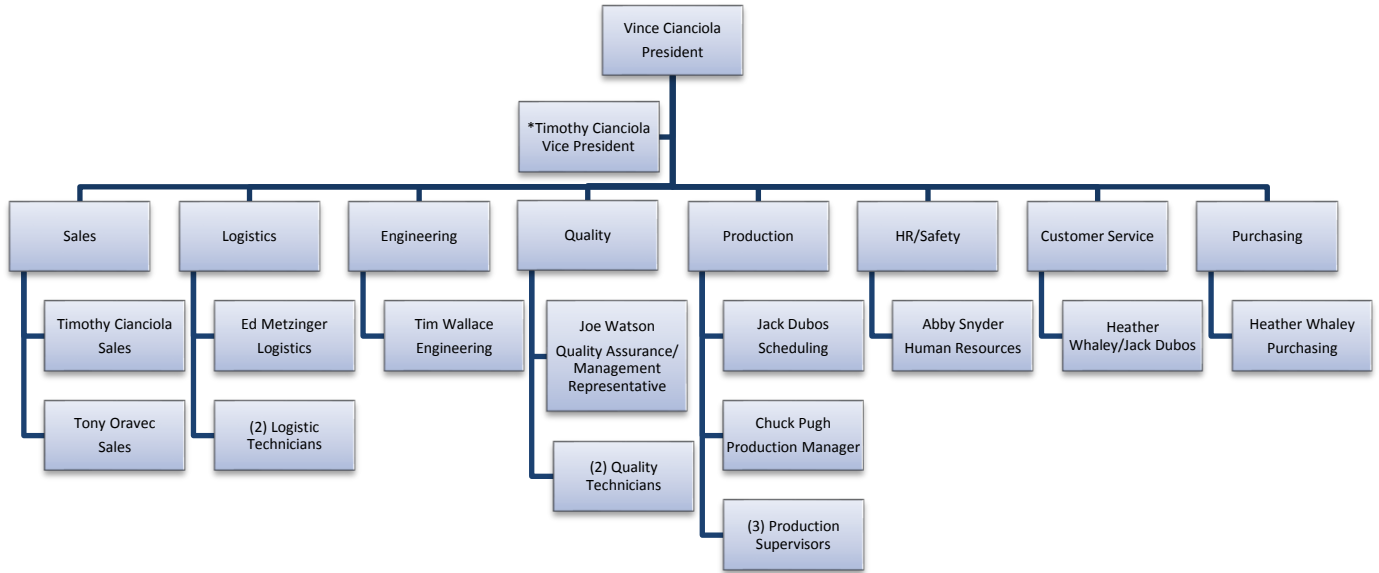 Vince Cianciola
President
*Timothy Cianciola
Vice President
Sales
Logistics
Engineering
Quality
Production
HR/Safety
Customer Service
Purchasing
Timothy Cianciola
Sales
Ed Metzinger
Logistics
Tim Wallace
Engineering
Joe Watson
Quality Assurance/
Management
Representative
Jack Dubos
Scheduling
Abby Snyder
Human Resources
Heather
Whaley/Jack Dubos
Heather Whaley
Purchasing
Tony Oravec
Sales
(2) Logistic
Technicians
(2) Quality
Technicians
Chuck Pugh
Production Manager
(3) Production
Supervisors